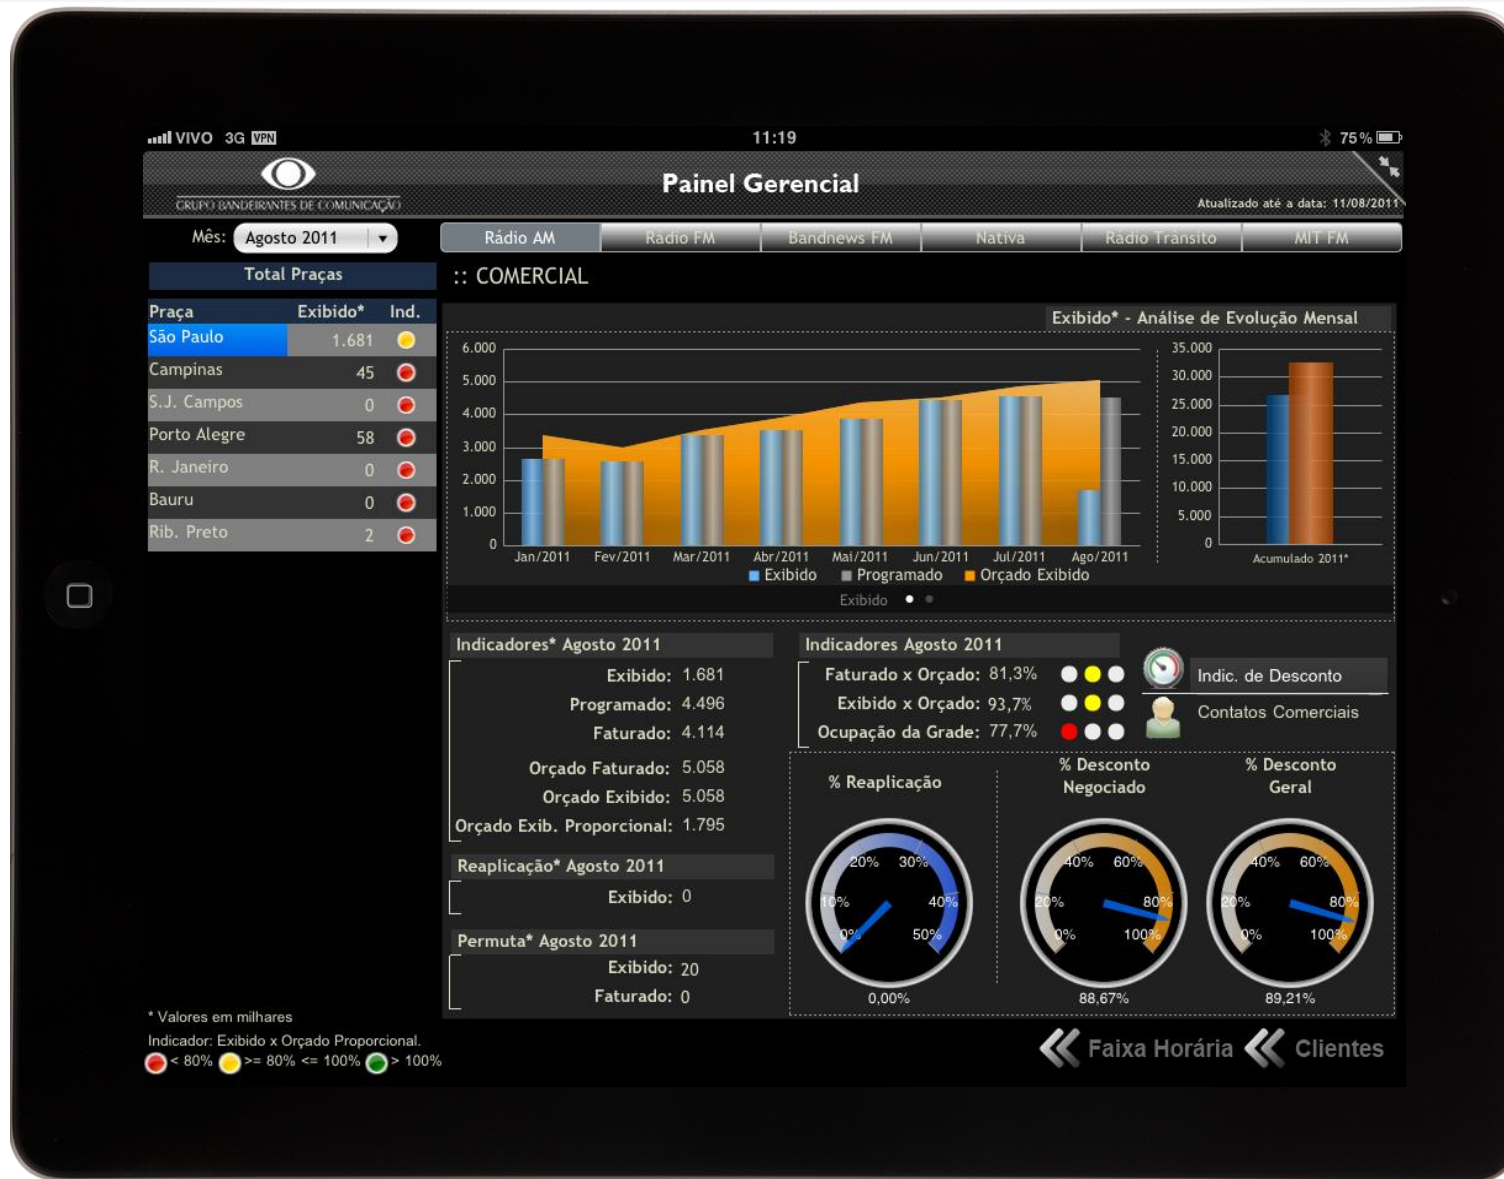 VIVO 3G VPN
11:19
75%
GRUPO BANDEIRANTES DE COMUNICAÇÃO
Painel Gerencial
Atualizado até a data: 11/08/2011
Mês: Agosto 2011
Rádio AM
Rádio FM
Bandnews FM
Nativa
Rádio Trânsito
MIT FM
Total Praças
Praça Exibido* Ind.
São Paulo 1.681
Campinas 45
S.J. Campos 0
Porto Alegre 58
R. Janeiro 0
Bauru 0
Rib. Preto 2
:: COMERCIAL
Exibido* - Análise de Evolução Mensal
6.000
5.000
4.000
3.000
2.000
1.000
0
Jan/2011 Fev/2011 Mar/2011 Abr/2011 Mai/2011 Jun/2011 Jul/2011 Ago/2011
Exibido Programado Orçado Exibido
35.000
30.000
25.000
20.000
15.000
10.000
5.000
0
Acumulado 2011*
Exibido
Indicadores* Agosto 2011
Exibido: 1.681
Programado: 4.496
Faturado: 4.114
Orçado Faturado: 5.058
Orçado Exibido: 5.058
Orçado Exib. Proporcional: 1.795
Reaplicação* Agosto 2011
Exibido: 0
Permuta* Agosto 2011
Exibido: 20
Faturado: 0
Indicadores Agosto 2011
Faturado x Orçado: 81,3%
Exibido x Orçado: 93,7%
Ocupação da Grade: 77,7%
Indic. de Desconto
Contatos Comerciais
% Reaplicação
20% 30%
10% 40%
0% 50%
0,00%
% Desconto
Negociado
40% 60%
20% 80%
0% 100%
88,67%
% Desconto
Geral
40% 60%
20% 80%
0% 100%
89,21%
* Valores em milhares
Indicador: Exibido x Orçado Proporcional.
< 80% >= 80% <= 100% > 100%
Faixa Horária
Clientes